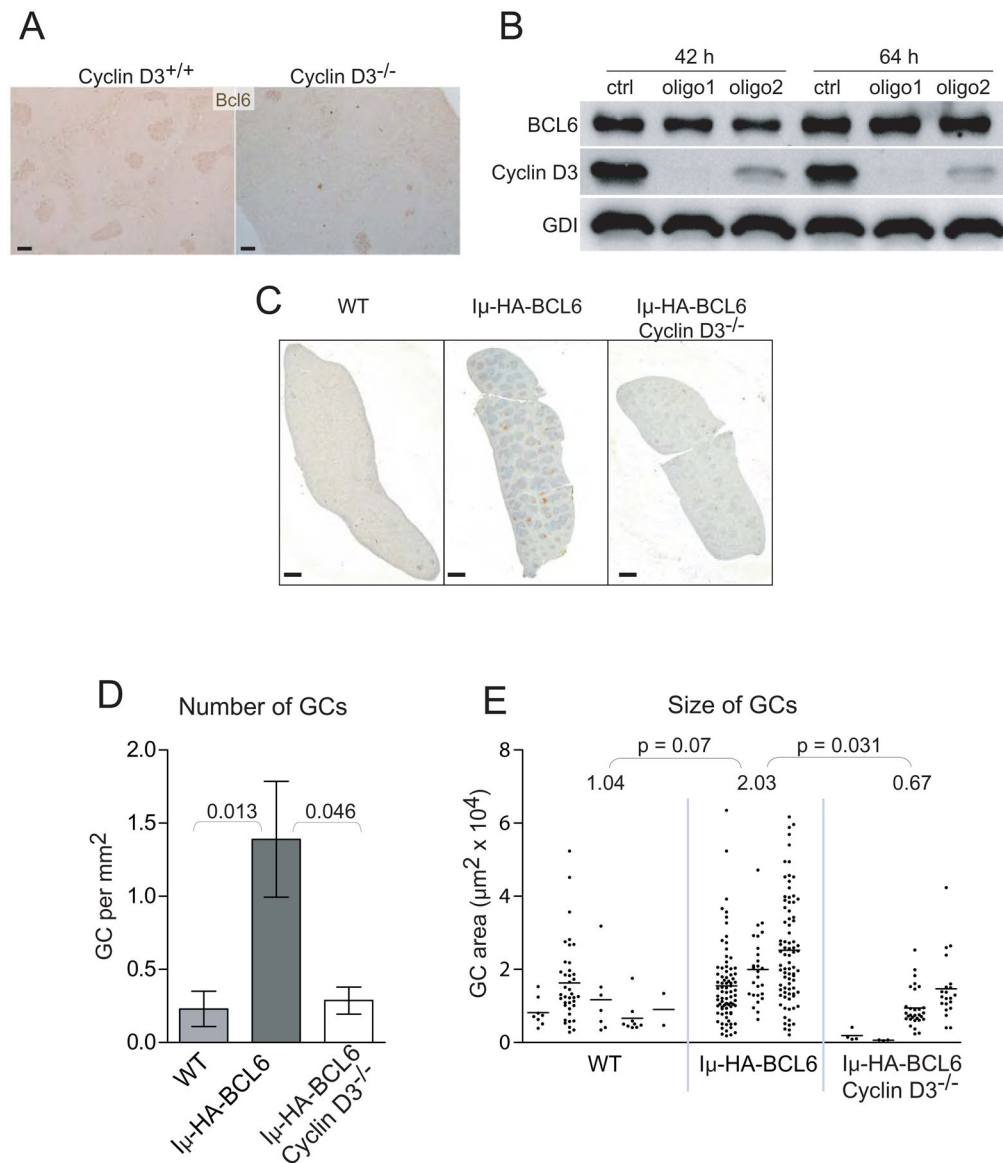 A
Cyclin D3+/+ Cyclin D3-/-
Bcl6
B
42 h 64 h
ctrl oligo1 oligo2 ctrl oligo1 oligo2
BCL6
Cyclin D3
GDI
C
WT Iµ-HA-BCL6 Iµ-HA-BCL6
Cyclin D3-/-
D
Number of GCs
2.0
1.5
1.0
0.5
0.0
GC per mm2
0.013 0.046
WT
Iµ-HA-BCL6
Iµ-HA-BCL6
Cyclin D3-/-
E
Size of GCs
8
6
4
2
0
GC area (µm2 x 104)
p = 0.07 p = 0.031
1.04 2.03 0.67
WT Iµ-HA-BCL6 Iµ-HA-BCL6
Cyclin D3-/-